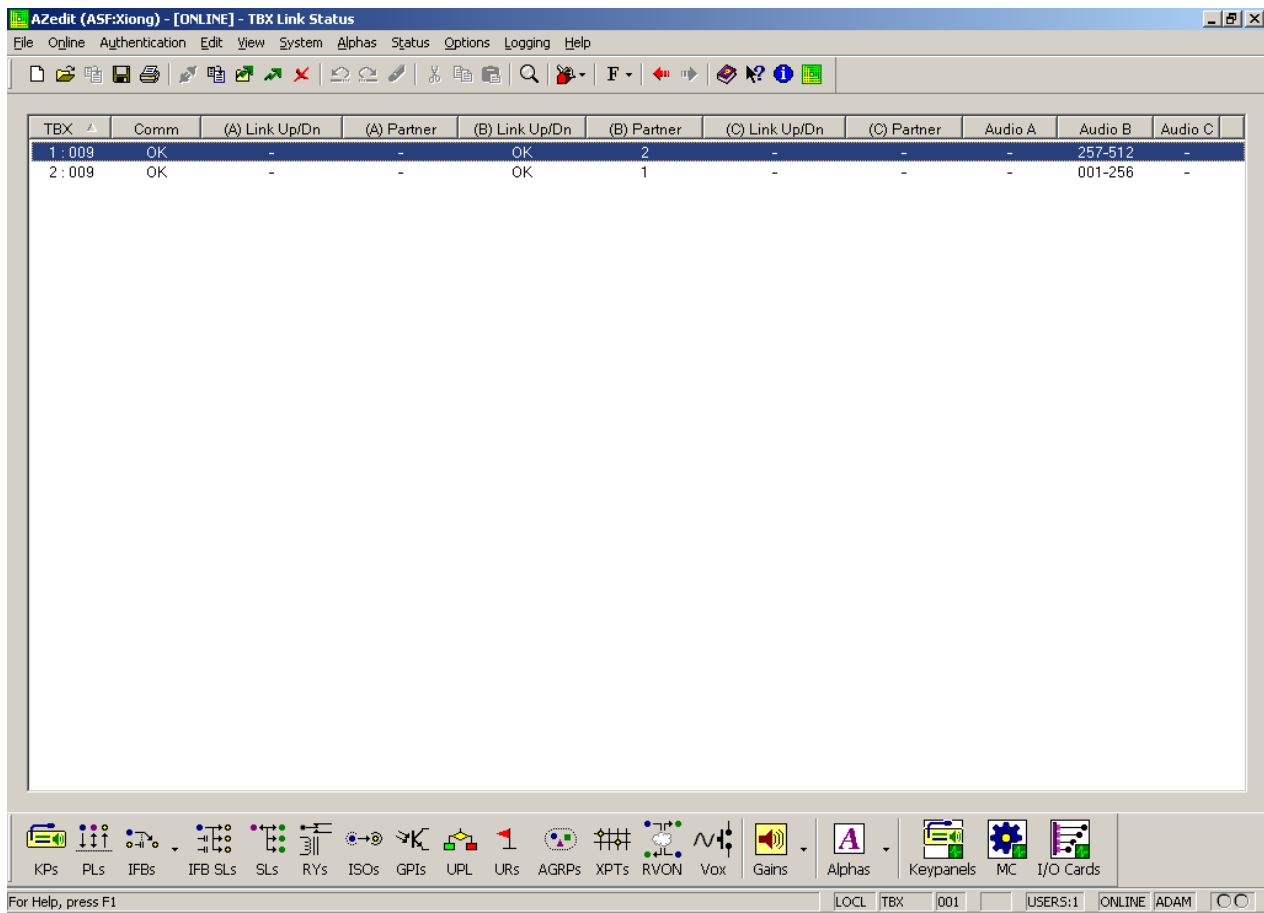 AZedit (ASF:Xiong) - [ONLINE] - TBX Link Status
File Online Authentication Edit View System Alphas Status Options Logging Help
F
TBX Comm (A) Link Up/Dn (A) Partner (B) Link Up/Dn (B) Partner (C) Link Up/Dn (C) Partner Audio A Audio B Audio C
1 : 009 OK - - OK 2 - - - 257-512 -
2 : 009 OK - - OK 1 - - - 001-256 -
KPs PLs IFBs IFB SLs SLs RYs ISOs GPIs UPL URs AGRPs XPTs RVON Vox Gains Alphas Keypanels MC I/O Cards
For Help, press F1 LOCL TBX 001 USERS:1 ONLINE ADAM